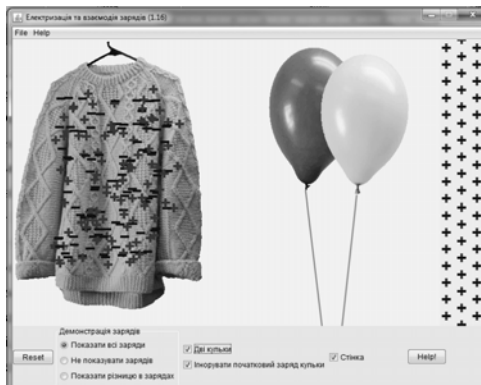 Електризація та взаємодія зарядів (1.16)
File Help
Демонстрація зарядів
Показати всі заряди
Не показувати зарядів
Показати різницю в зарядах
Reset
Дві кульки
Ігнорувати початковий заряд кульки
Стінка
Help!